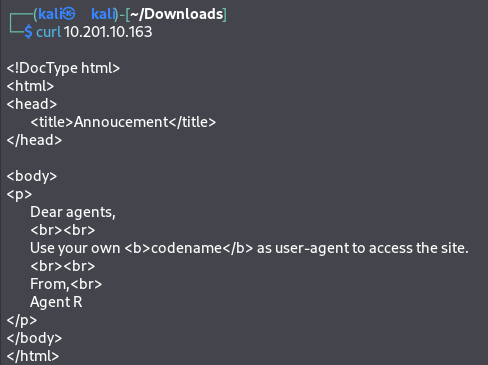 ┌──(kali㉿kali)-[~/Downloads]
└─$ curl 10.201.10.163
<!DocType html>
<html>
<head>
<title>Annoucement</title>
</head>
<body>
<p>
Dear agents,
<br><br>
Use your own <b>codename</b> as user-agent to access the site.
<br><br>
From,<br>
Agent R
</p>
</body>
</html>